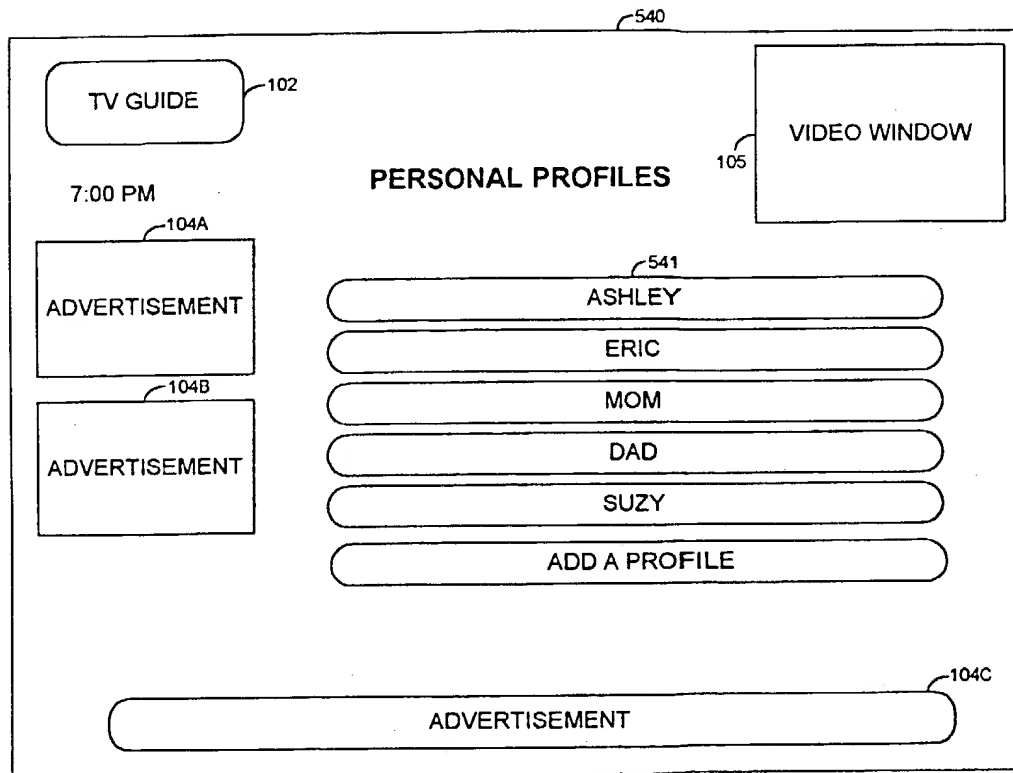 540
TV GUIDE
102
VIDEO WINDOW
105
PERSONAL PROFILES
7:00 PM
104A
ADVERTISEMENT
104B
ADVERTISEMENT
541
ASHLEY
ERIC
MOM
DAD
SUZY
ADD A PROFILE
104C
ADVERTISEMENT